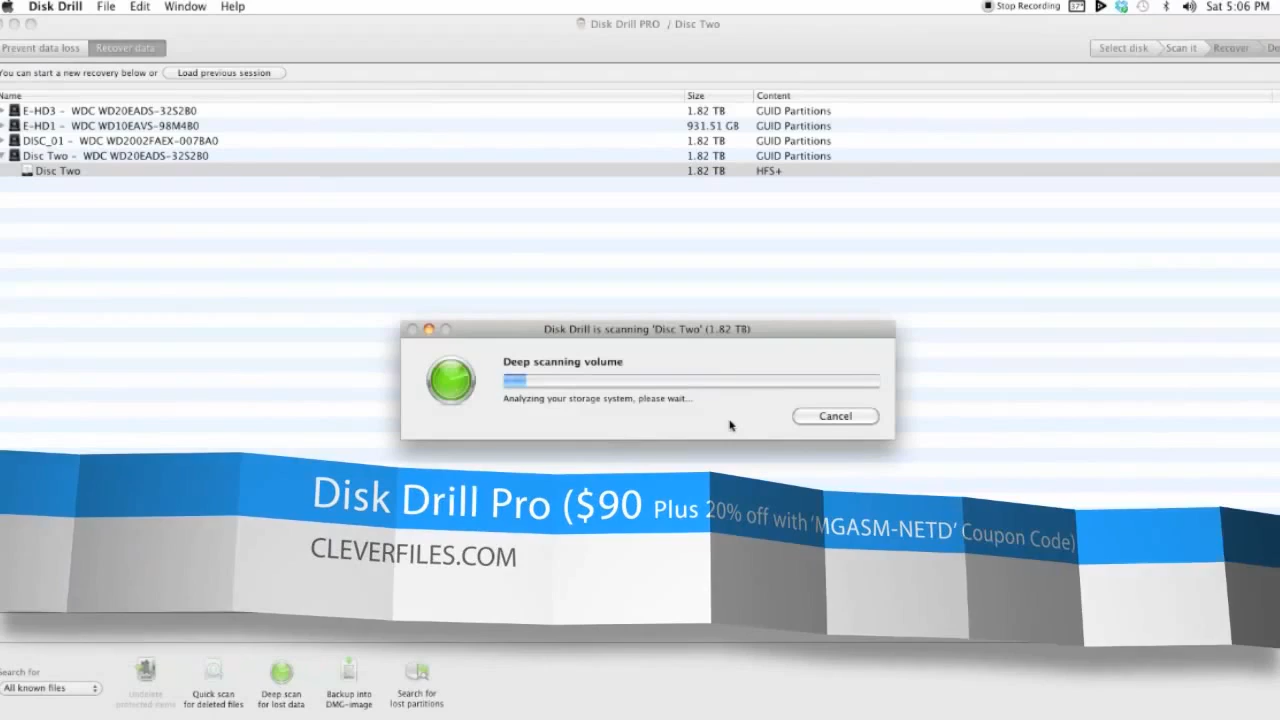 Disk Drill File Edit Window Help Stop Recording Sat 5:06 PM
Disk Drill PRO / Disc Two
Prevent data loss Recover data Select disk Scan it Recover Do
You can start a new recovery below or Load previous session
Name Size Content
E-HD3 - WDC WD20EADS-32S2B0 1.82 TB GUID Partitions
E-HD1 - WDC WD10EAVS-98M4B0 931.51 GB GUID Partitions
DISC_01 - WDC WD2002FAEX-007BA0 1.82 TB GUID Partitions
Disc Two - WDC WD20EADS-32S2B0 1.82 TB GUID Partitions
Disc Two 1.82 TB HFS+
Disk Drill is scanning 'Disc Two' (1.82 TB)
Deep scanning volume
Analyzing your storage system, please wait...
Cancel
Disk Drill Pro ($90 Plus 20% off with 'MGASM-NETD' Coupon Code)
CLEVERFILES.COM
Search for
All known files
Undelete protected items
Quick scan for deleted files
Deep scan for lost data
Backup into DMG-image
Search for lost partitions